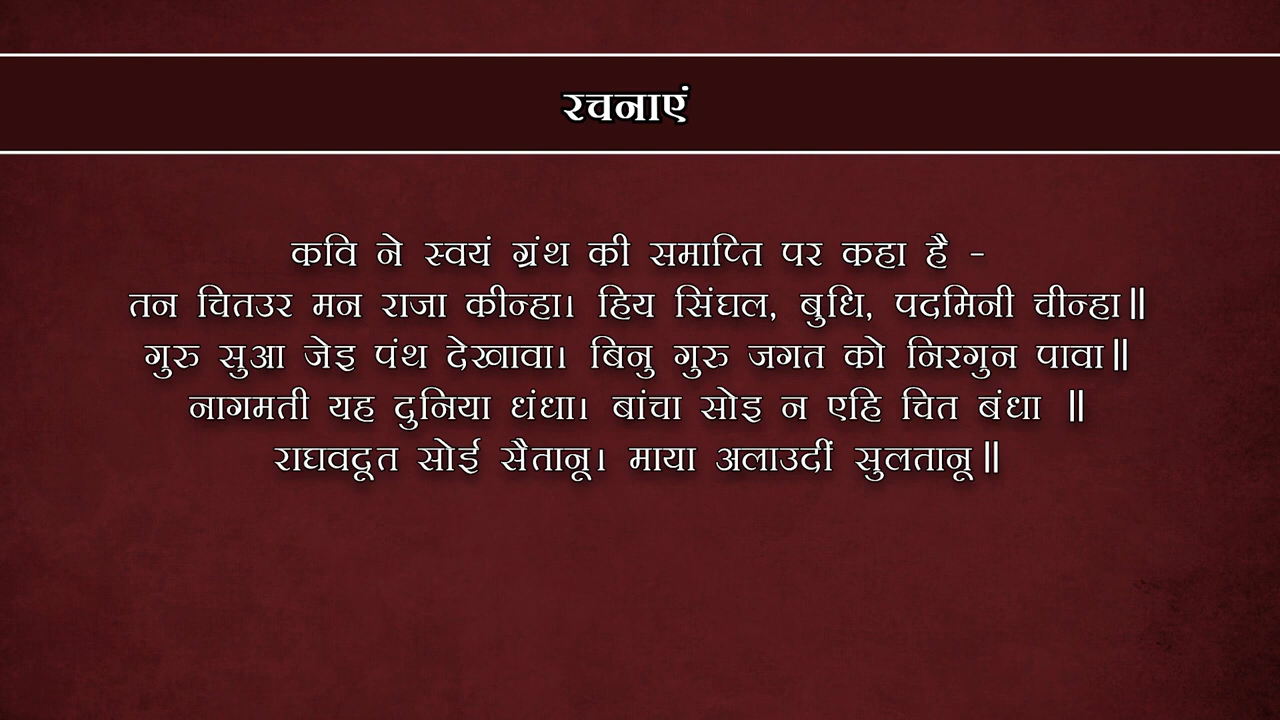 रचनाएं
कवि ने स्वयं ग्रंथ की समाप्ति पर कहा है -
तन चितउर मन राजा कीन्हा। हिय सिंघल, बुधि, पदमिनी चीन्हा॥
गुरु सुआ जेइ पंथ देखावा। बिनु गुरु जगत को निरगुन पावा॥
नागमती यह दुनिया धंधा। बांचा सोइ न एहि चित बंधा ॥
राघवदूत सोई सैतानू। माया अलाउदीं सुलतानू॥